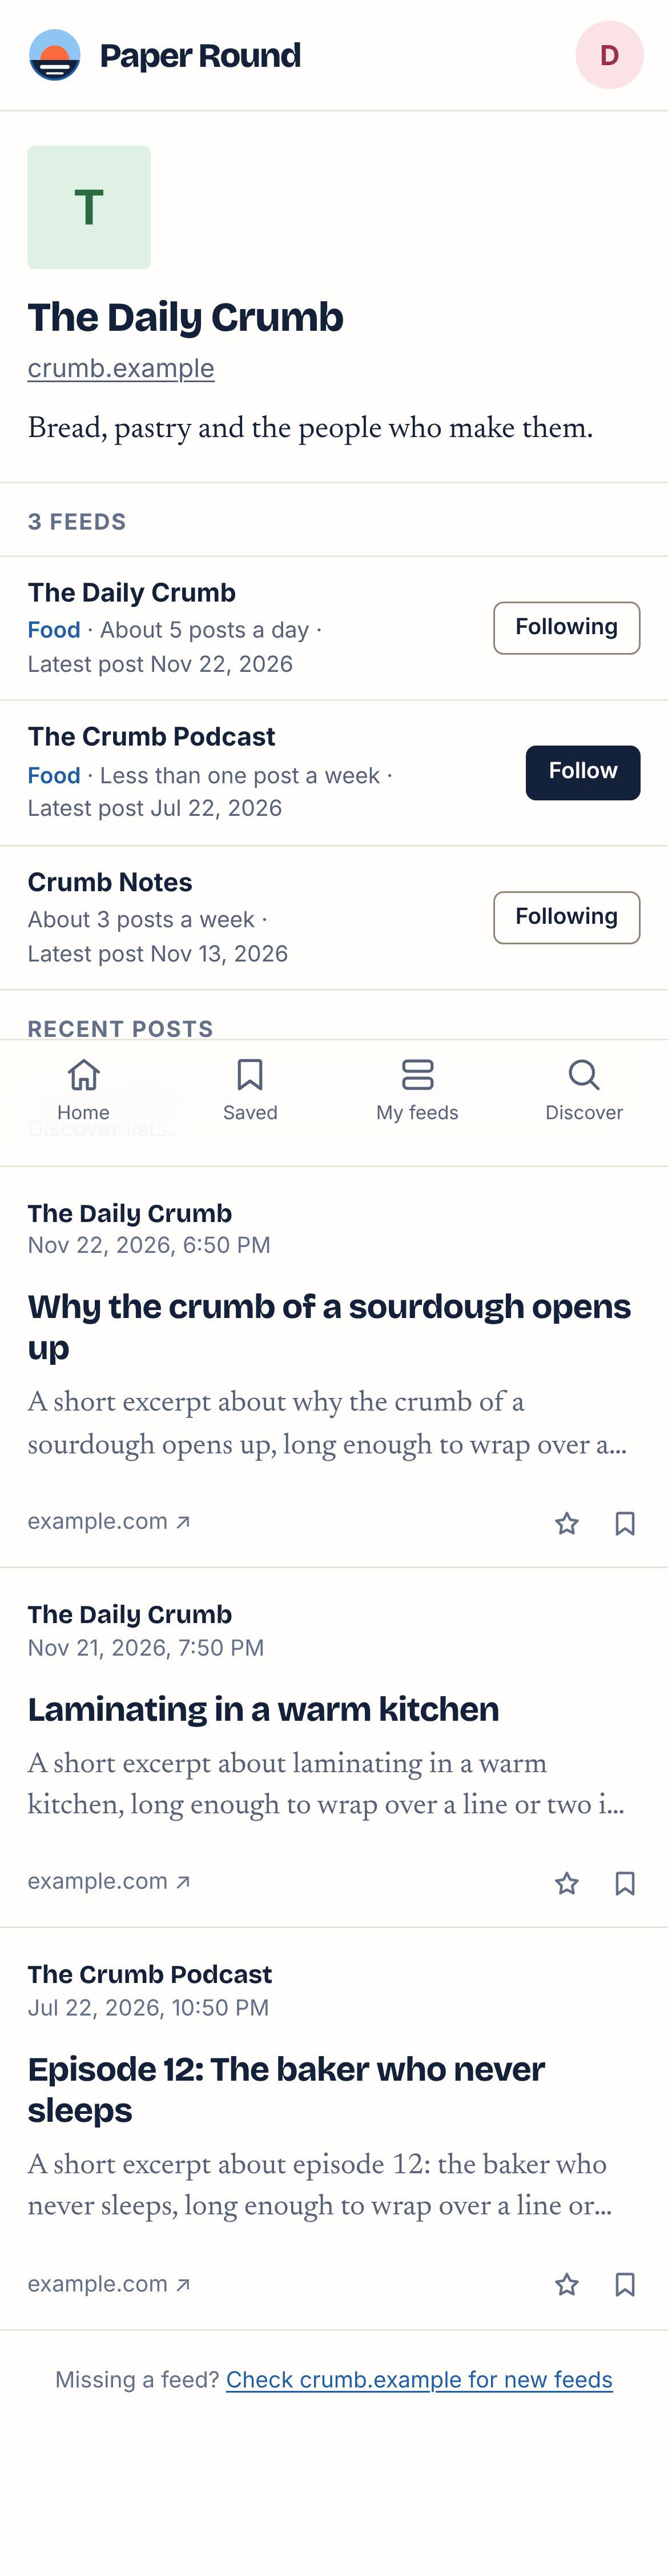 Paper Round
D
T
The Daily Crumb
crumb.example
Bread, pastry and the people who make them.
3 FEEDS
The Daily Crumb
Food · About 5 posts a day ·
Latest post Nov 22, 2026
Following
The Crumb Podcast
Food · Less than one post a week ·
Latest post Jul 22, 2026
Follow
Crumb Notes
About 3 posts a week ·
Latest post Nov 13, 2026
Following
RECENT POSTS
Home
Saved
My feeds
Discover
Discover lists.
The Daily Crumb
Nov 22, 2026, 6:50 PM
Why the crumb of a sourdough opens
up
A short excerpt about why the crumb of a
sourdough opens up, long enough to wrap over a...
example.com ↗
The Daily Crumb
Nov 21, 2026, 7:50 PM
Laminating in a warm kitchen
A short excerpt about laminating in a warm
kitchen, long enough to wrap over a line or two i...
example.com ↗
The Crumb Podcast
Jul 22, 2026, 10:50 PM
Episode 12: The baker who never
sleeps
A short excerpt about episode 12: the baker who
never sleeps, long enough to wrap over a line or...
example.com ↗
Missing a feed? Check crumb.example for new feeds